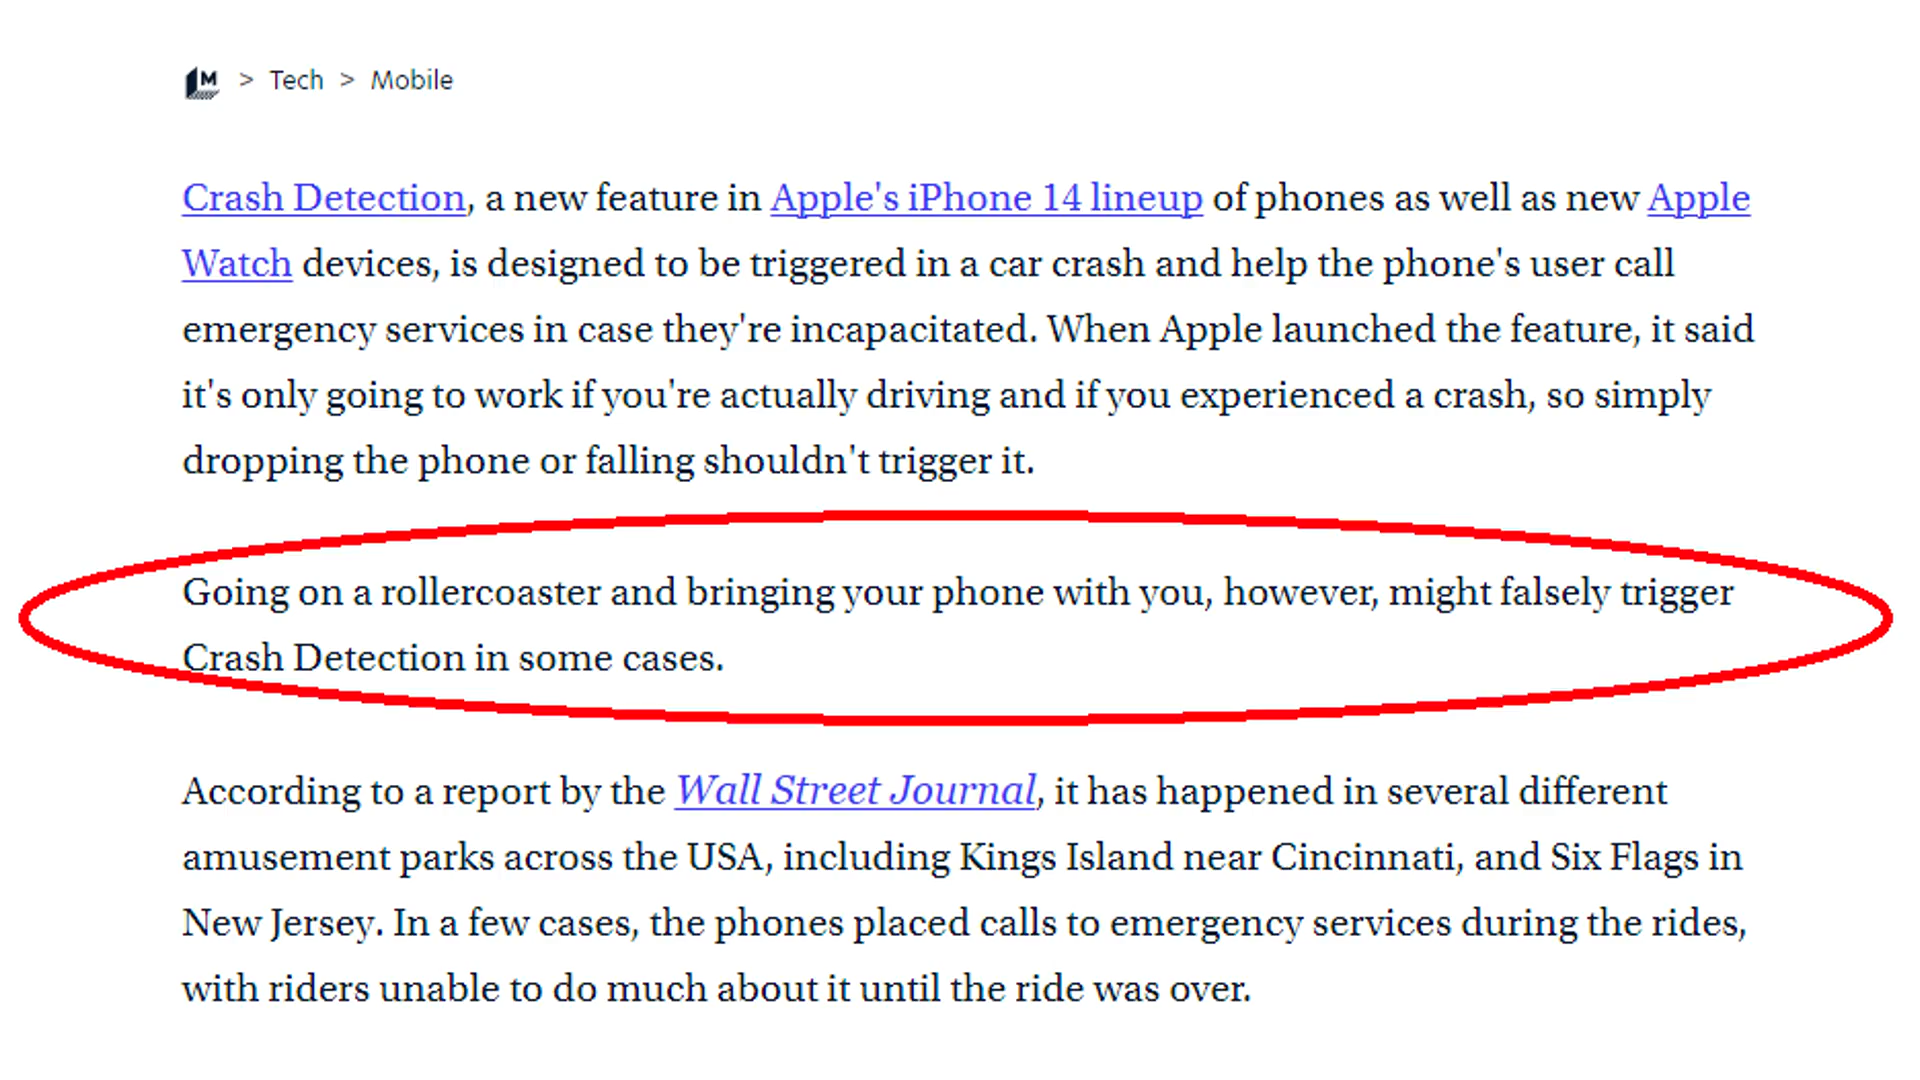 M > Tech > Mobile
Crash Detection, a new feature in Apple's iPhone 14 lineup of phones as well as new Apple
Watch devices, is designed to be triggered in a car crash and help the phone's user call
emergency services in case they're incapacitated. When Apple launched the feature, it said
it's only going to work if you're actually driving and if you experienced a crash, so simply
dropping the phone or falling shouldn't trigger it.
Going on a rollercoaster and bringing your phone with you, however, might falsely trigger
Crash Detection in some cases.
According to a report by the Wall Street Journal, it has happened in several different
amusement parks across the USA, including Kings Island near Cincinnati, and Six Flags in
New Jersey. In a few cases, the phones placed calls to emergency services during the rides,
with riders unable to do much about it until the ride was over.